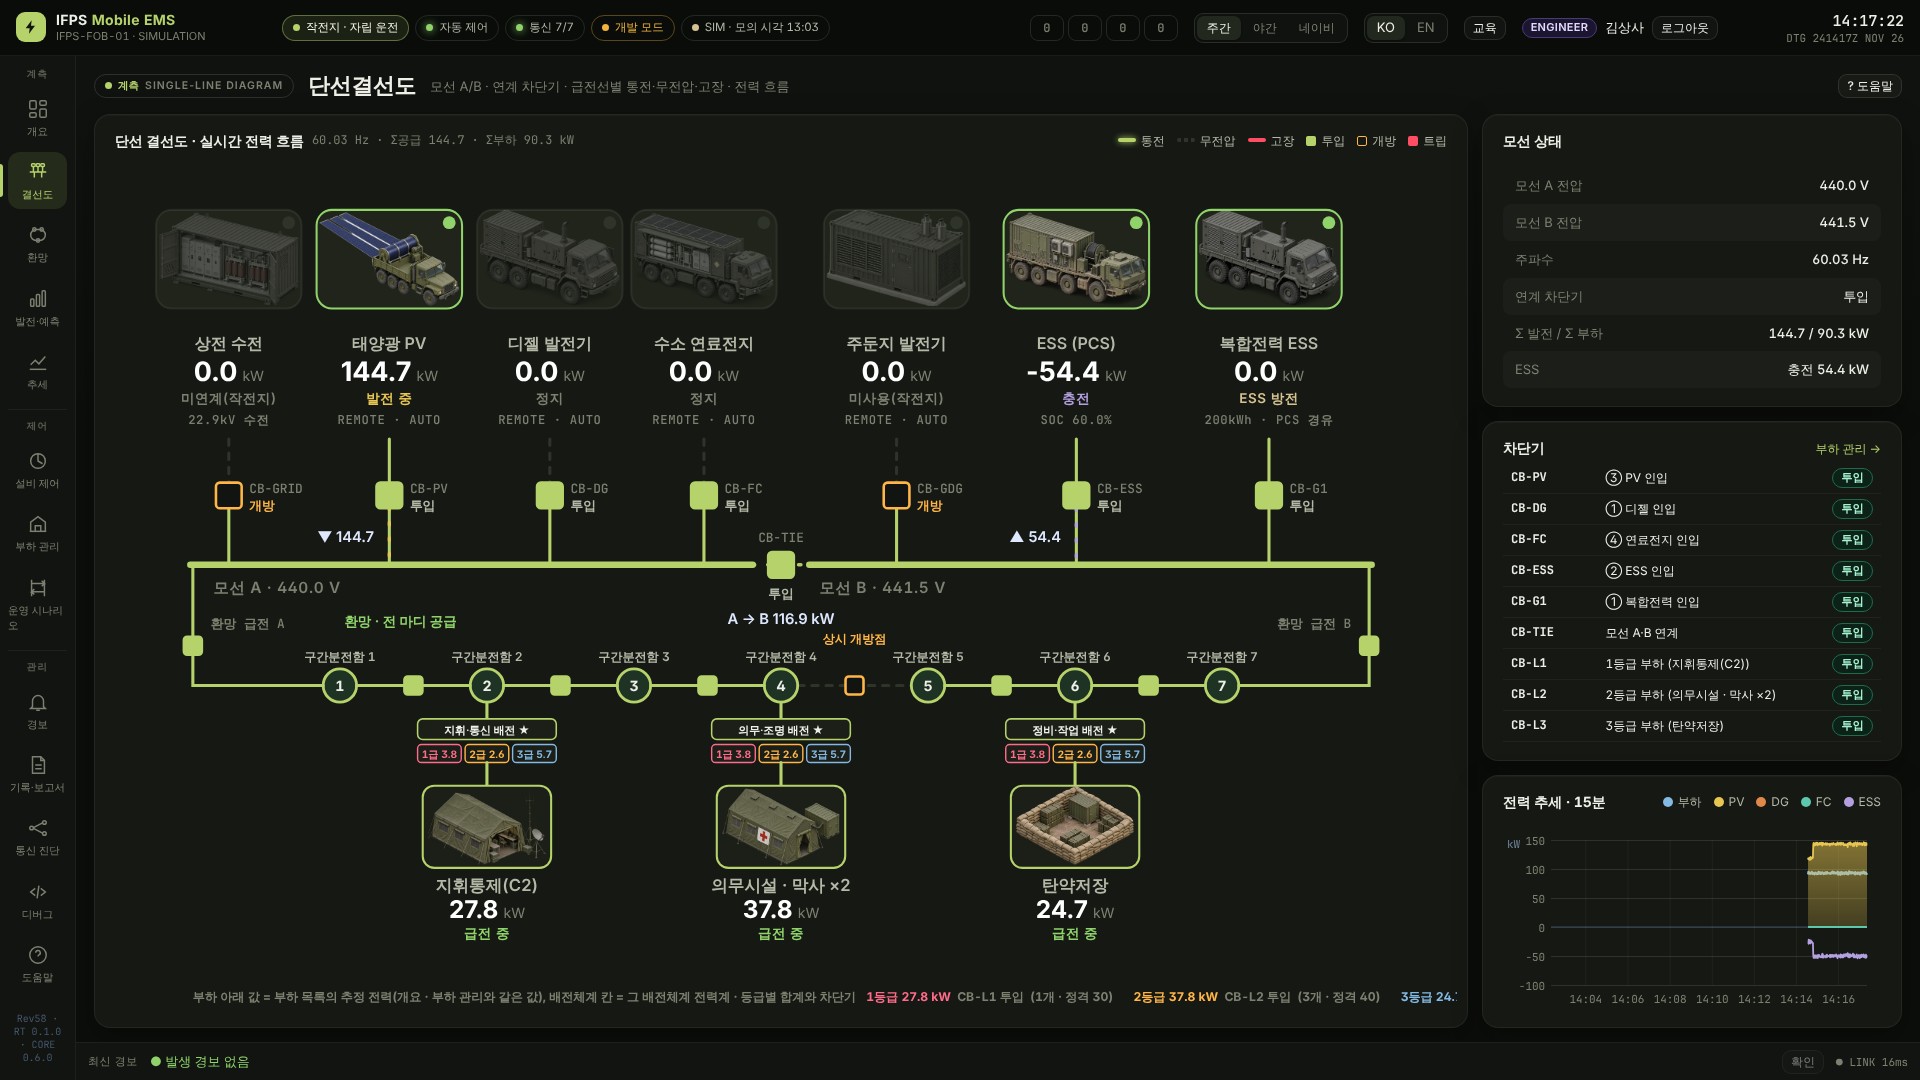 IFPS Mobile EMS
IFPS-FOB-01 · SIMULATION
작전지 · 자립 운전
자동 제어
통신 7/7
개발 모드
SIM · 모의 시각 13:03
0 0 0 0
주간 야간 네이비
KO EN
교육
ENGINEER 김상사 로그아웃
14:17:22
DTG 241417Z NOV 26
계측
개요
결선도
환망
발전·예측
추세
제어
설비 제어
부하 관리
운영 시나리오
관리
경보
기록·보고서
통신 진단
디버그
도움말
RevS8 ·
RT 0.1.0
· CORE
0.6.0
계측 SINGLE-LINE DIAGRAM
단선결선도
모선 A/B · 연계 차단기 · 급전선별 통전·무전압·고장 · 전력 흐름
? 도움말
단선 결선도 · 실시간 전력 흐름 60.03 Hz · Σ공급 144.7 · Σ부하 90.3 kW
통전 무전압 고장 투입 개방 트립
상전 수전
0.0 kW
미연계(작전지)
22.9kV 수전
태양광 PV
144.7 kW
발전 중
REMOTE · AUTO
디젤 발전기
0.0 kW
정지
REMOTE · AUTO
수소 연료전지
0.0 kW
정지
REMOTE · AUTO
주둔지 발전기
0.0 kW
미사용(작전지)
REMOTE · AUTO
ESS (PCS)
-54.4 kW
충전
SOC 60.0%
복합전력 ESS
0.0 kW
ESS 방전
200kWh · PCS 경유
CB-GRID
개방
CB-PV
투입
CB-DG
투입
CB-FC
투입
CB-GDG
개방
CB-ESS
투입
CB-G1
투입
▼ 144.7
CB-TIE
▲ 54.4
모선 A · 440.0 V
투입
모선 B · 441.5 V
환망 급전 A
환망 · 전 마디 공급
A → B 116.9 kW
상시 개방점
환망 급전 B
구간분전함 1
구간분전함 2
구간분전함 3
구간분전함 4
구간분전함 5
구간분전함 6
구간분전함 7
1 2 3 4 5 6 7
지휘·통신 배전 ★
1급 3.8 2급 2.6 3급 5.7
의무·조명 배전 ★
1급 3.8 2급 2.6 3급 5.7
정비·작업 배전 ★
1급 3.8 2급 2.6 3급 5.7
지휘통제(C2)
27.8 kW
급전 중
의무시설 · 막사 ×2
37.8 kW
급전 중
탄약저장
24.7 kW
급전 중
부하 아래 값 = 부하 목록의 추정 전력(개요 · 부하 관리와 같은 값), 배전체계 칸 = 그 배전체계 전력계 · 등급별 합계와 차단기 1등급 27.8 kW CB-L1 투입 (1개 · 정격 30) 2등급 37.8 kW CB-L2 투입 (3개 · 정격 40) 3등급 24.
모선 상태
모선 A 전압 440.0 V
모선 B 전압 441.5 V
주파수 60.03 Hz
연계 차단기 투입
Σ 발전 / Σ 부하 144.7 / 90.3 kW
ESS 충전 54.4 kW
차단기 부하 관리 →
CB-PV ③ PV 인입 투입
CB-DG ① 디젤 인입 투입
CB-FC ④ 연료전지 인입 투입
CB-ESS ② ESS 인입 투입
CB-G1 ① 복합전력 인입 투입
CB-TIE 모선 A·B 연계 투입
CB-L1 1등급 부하 (지휘통제(C2)) 투입
CB-L2 2등급 부하 (의무시설 · 막사 ×2) 투입
CB-L3 3등급 부하 (탄약저장) 투입
전력 추세 · 15분 부하 PV DG FC ESS
kW 150
100
50
0
-50
-100
14:04 14:06 14:08 14:10 14:12 14:14 14:16
최신 경보 발생 경보 없음
확인 LINK 16ms